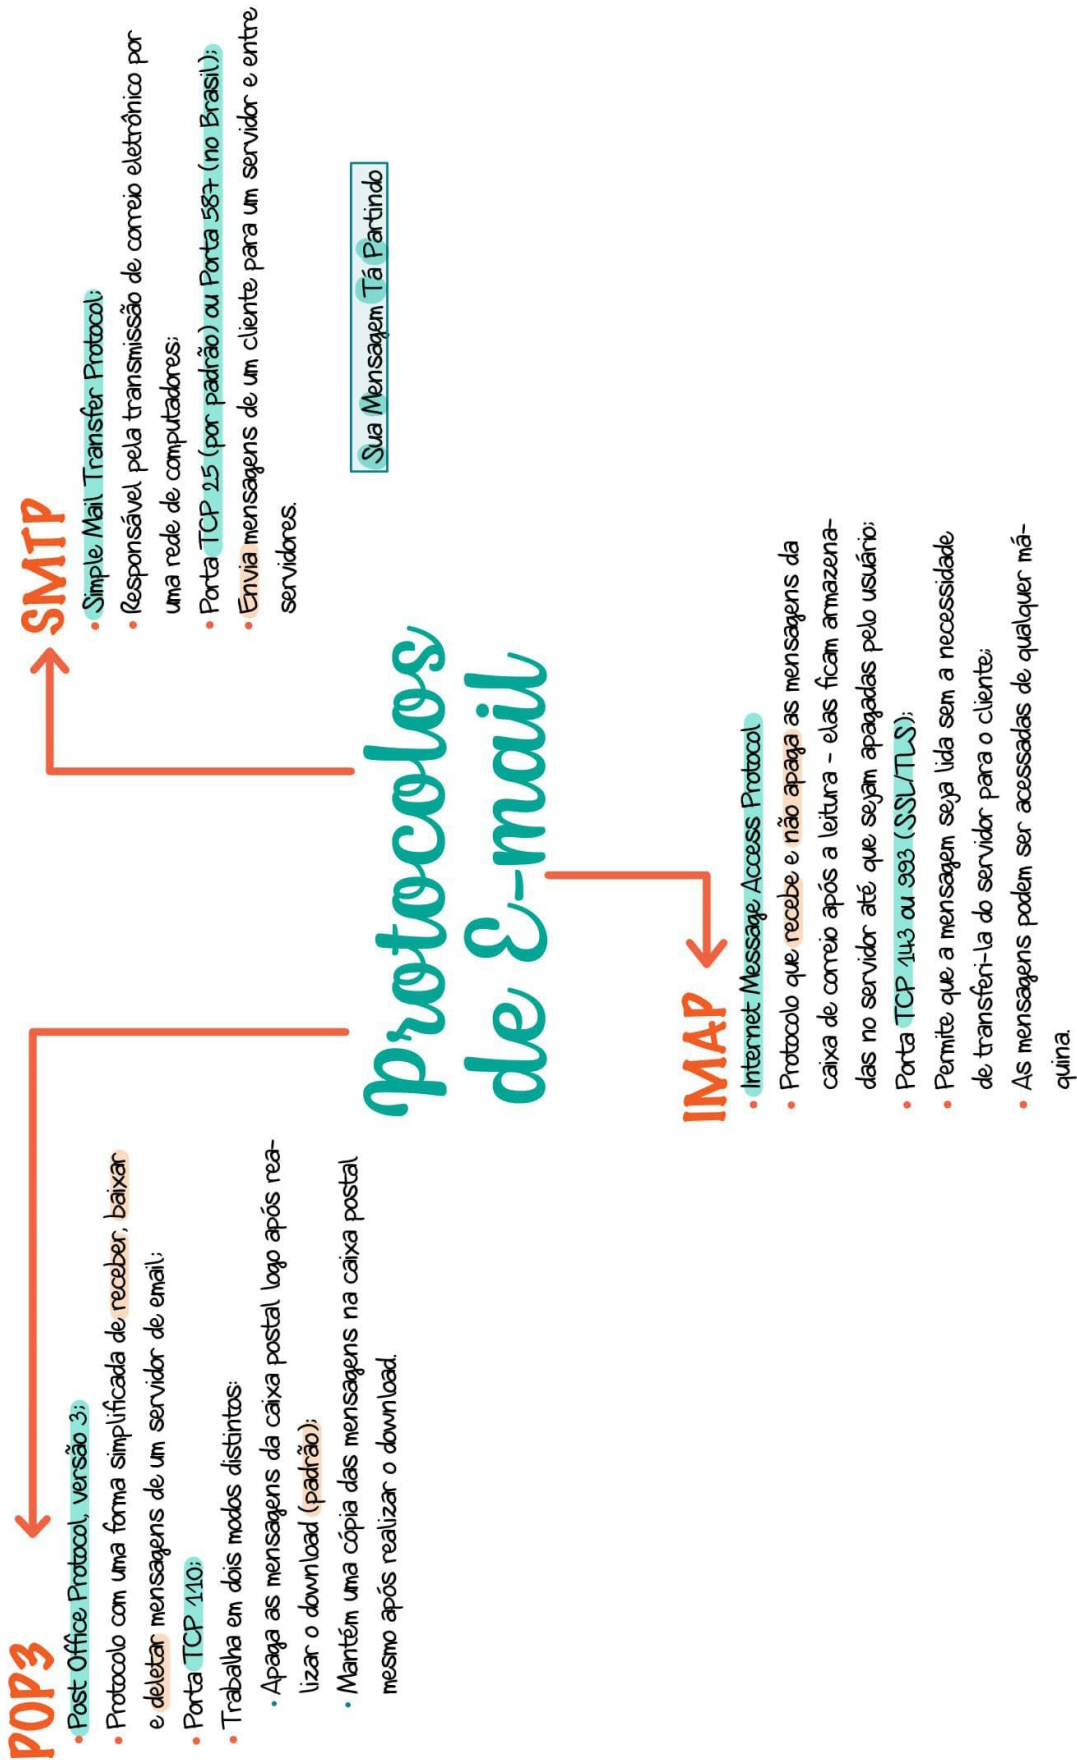 POP3
• Post Office Protocol, versão 3;
• Protocolo com uma forma simplificada de receber, baixar
e deletar mensagens de um servidor de email;
• Porta TCP 110;
• Trabalha em dois modos distintos:
• Apaga as mensagens da caixa postal logo após rea-
lizar o download (padrão);
• Mantém uma cópia das mensagens na caixa postal
mesmo após realizar o download.
Protocolos
de E-mail
SMTP
• Simple Mail Transfer Protocol;
• Responsável pela transmissão de correio eletrônico por
uma rede de computadores;
• Porta TCP 25 (por padrão) ou Porta 587 (no Brasil);
• Envia mensagens de um cliente para um servidor e entre
servidores.
Sua Mensagem Tá Partindo
IMAP
• Internet Message Access Protocol
• Protocolo que recebe e não apaga as mensagens da
caixa de correio após a leitura - elas ficam armazena-
das no servidor até que sejam apagadas pelo usuário;
• Porta TCP 143 ou 993 (SSL/TLS);
• Permite que a mensagem seja lida sem a necessidade
de transferi-la do servidor para o cliente;
• As mensagens podem ser acessadas de qualquer má-
quina.